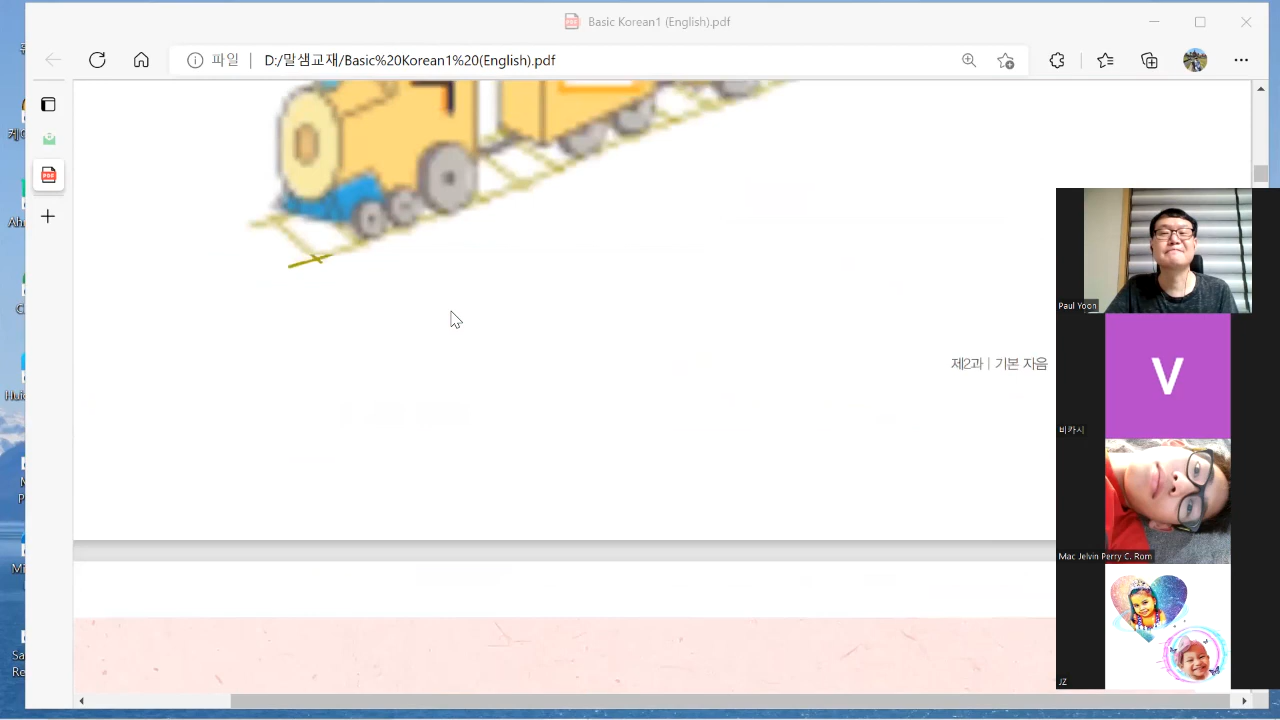 Basic Korean1 (English).pdf
파일
D:/말샘교재/Basic%20Korean1%20(English).pdf
PDF
제2과 | 기본 자음
Paul Yoon
V
비카시
Mac Jelvin Perry C. Rom
JZ